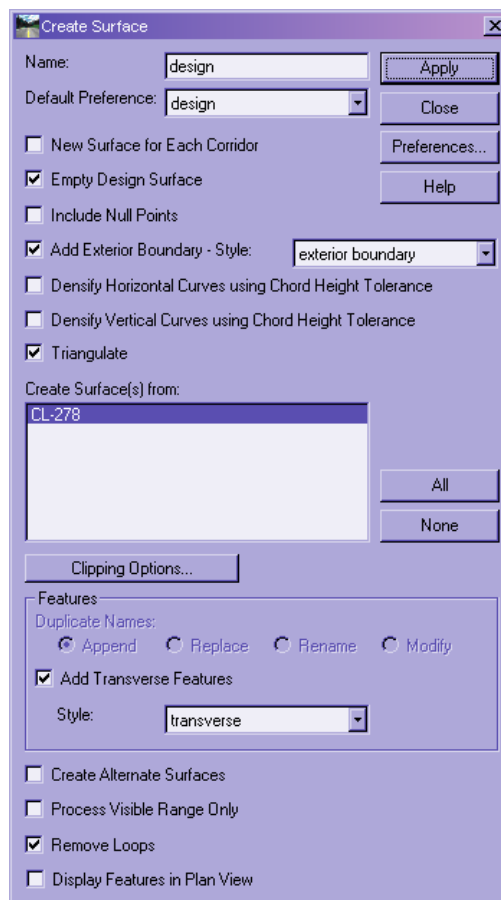 Create Surface
Name: design Apply
Default Preference: design Close
New Surface for Each Corridor Preferences...
Empty Design Surface Help
Include Null Points
Add Exterior Boundary - Style: exterior boundary
Densify Horizontal Curves using Chord Height Tolerance
Densify Vertical Curves using Chord Height Tolerance
Triangulate
Create Surface(s) from:
CL-278
All
None
Clipping Options...
Features
Duplicate Names:
Append Replace Rename Modify
Add Transverse Features
Style: transverse
Create Alternate Surfaces
Process Visible Range Only
Remove Loops
Display Features in Plan View